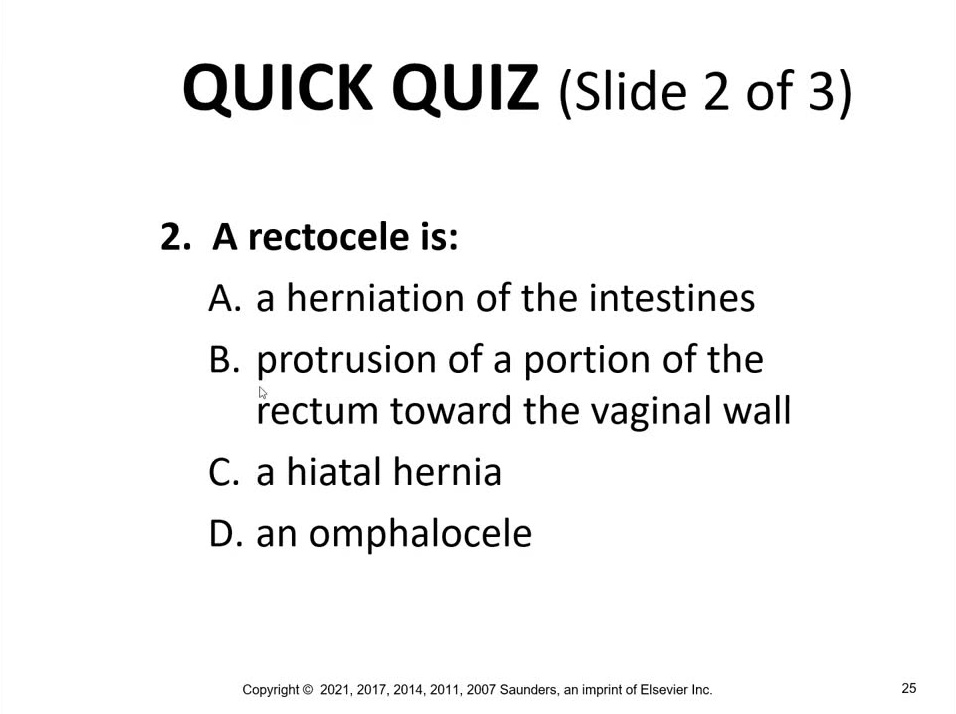 QUICK QUIZ (Slide 2 of 3)
2. A rectocele is:
A. a herniation of the intestines
B. protrusion of a portion of the
rectum toward the vaginal wall
C. a hiatal hernia
D. an omphalocele
Copyright © 2021, 2017, 2014, 2011, 2007 Saunders, an imprint of Elsevier Inc.
25